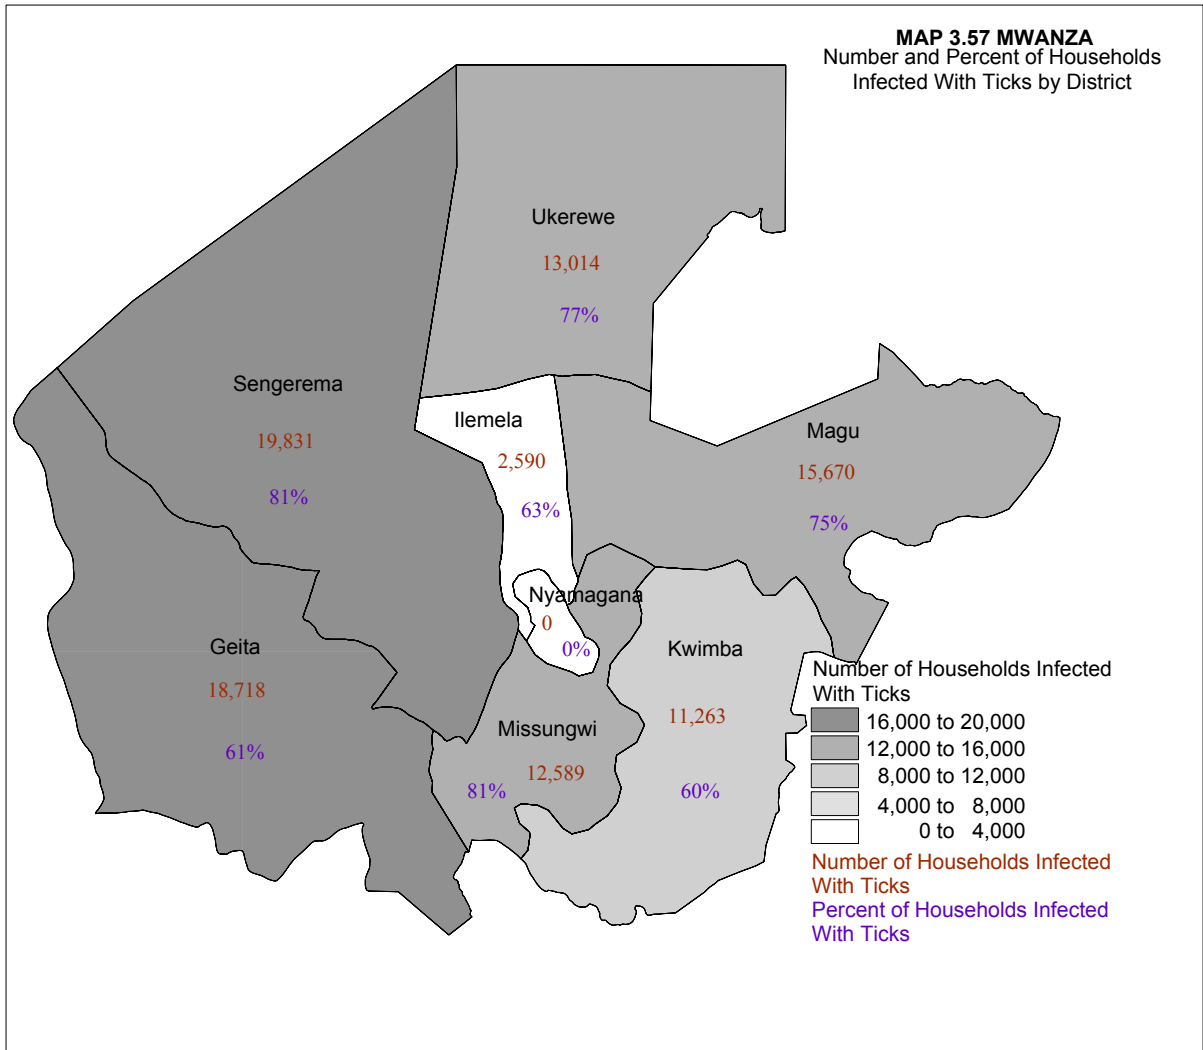 MAP 3.57 MWANZA
Number and Percent of Households
Infected With Ticks by District
Ukerewe
13,014
77%
Sengerema
19,831
81%
Ilemela
2,590
63%
Magu
15,670
75%
Nyamagana
0
0%
Geita
18,718
61%
Kwimba
11,263
60%
Missungwi
12,589
81%
Number of Households Infected
With Ticks
16,000 to 20,000
12,000 to 16,000
8,000 to 12,000
4,000 to 8,000
0 to 4,000
Number of Households Infected
With Ticks
Percent of Households Infected
With Ticks